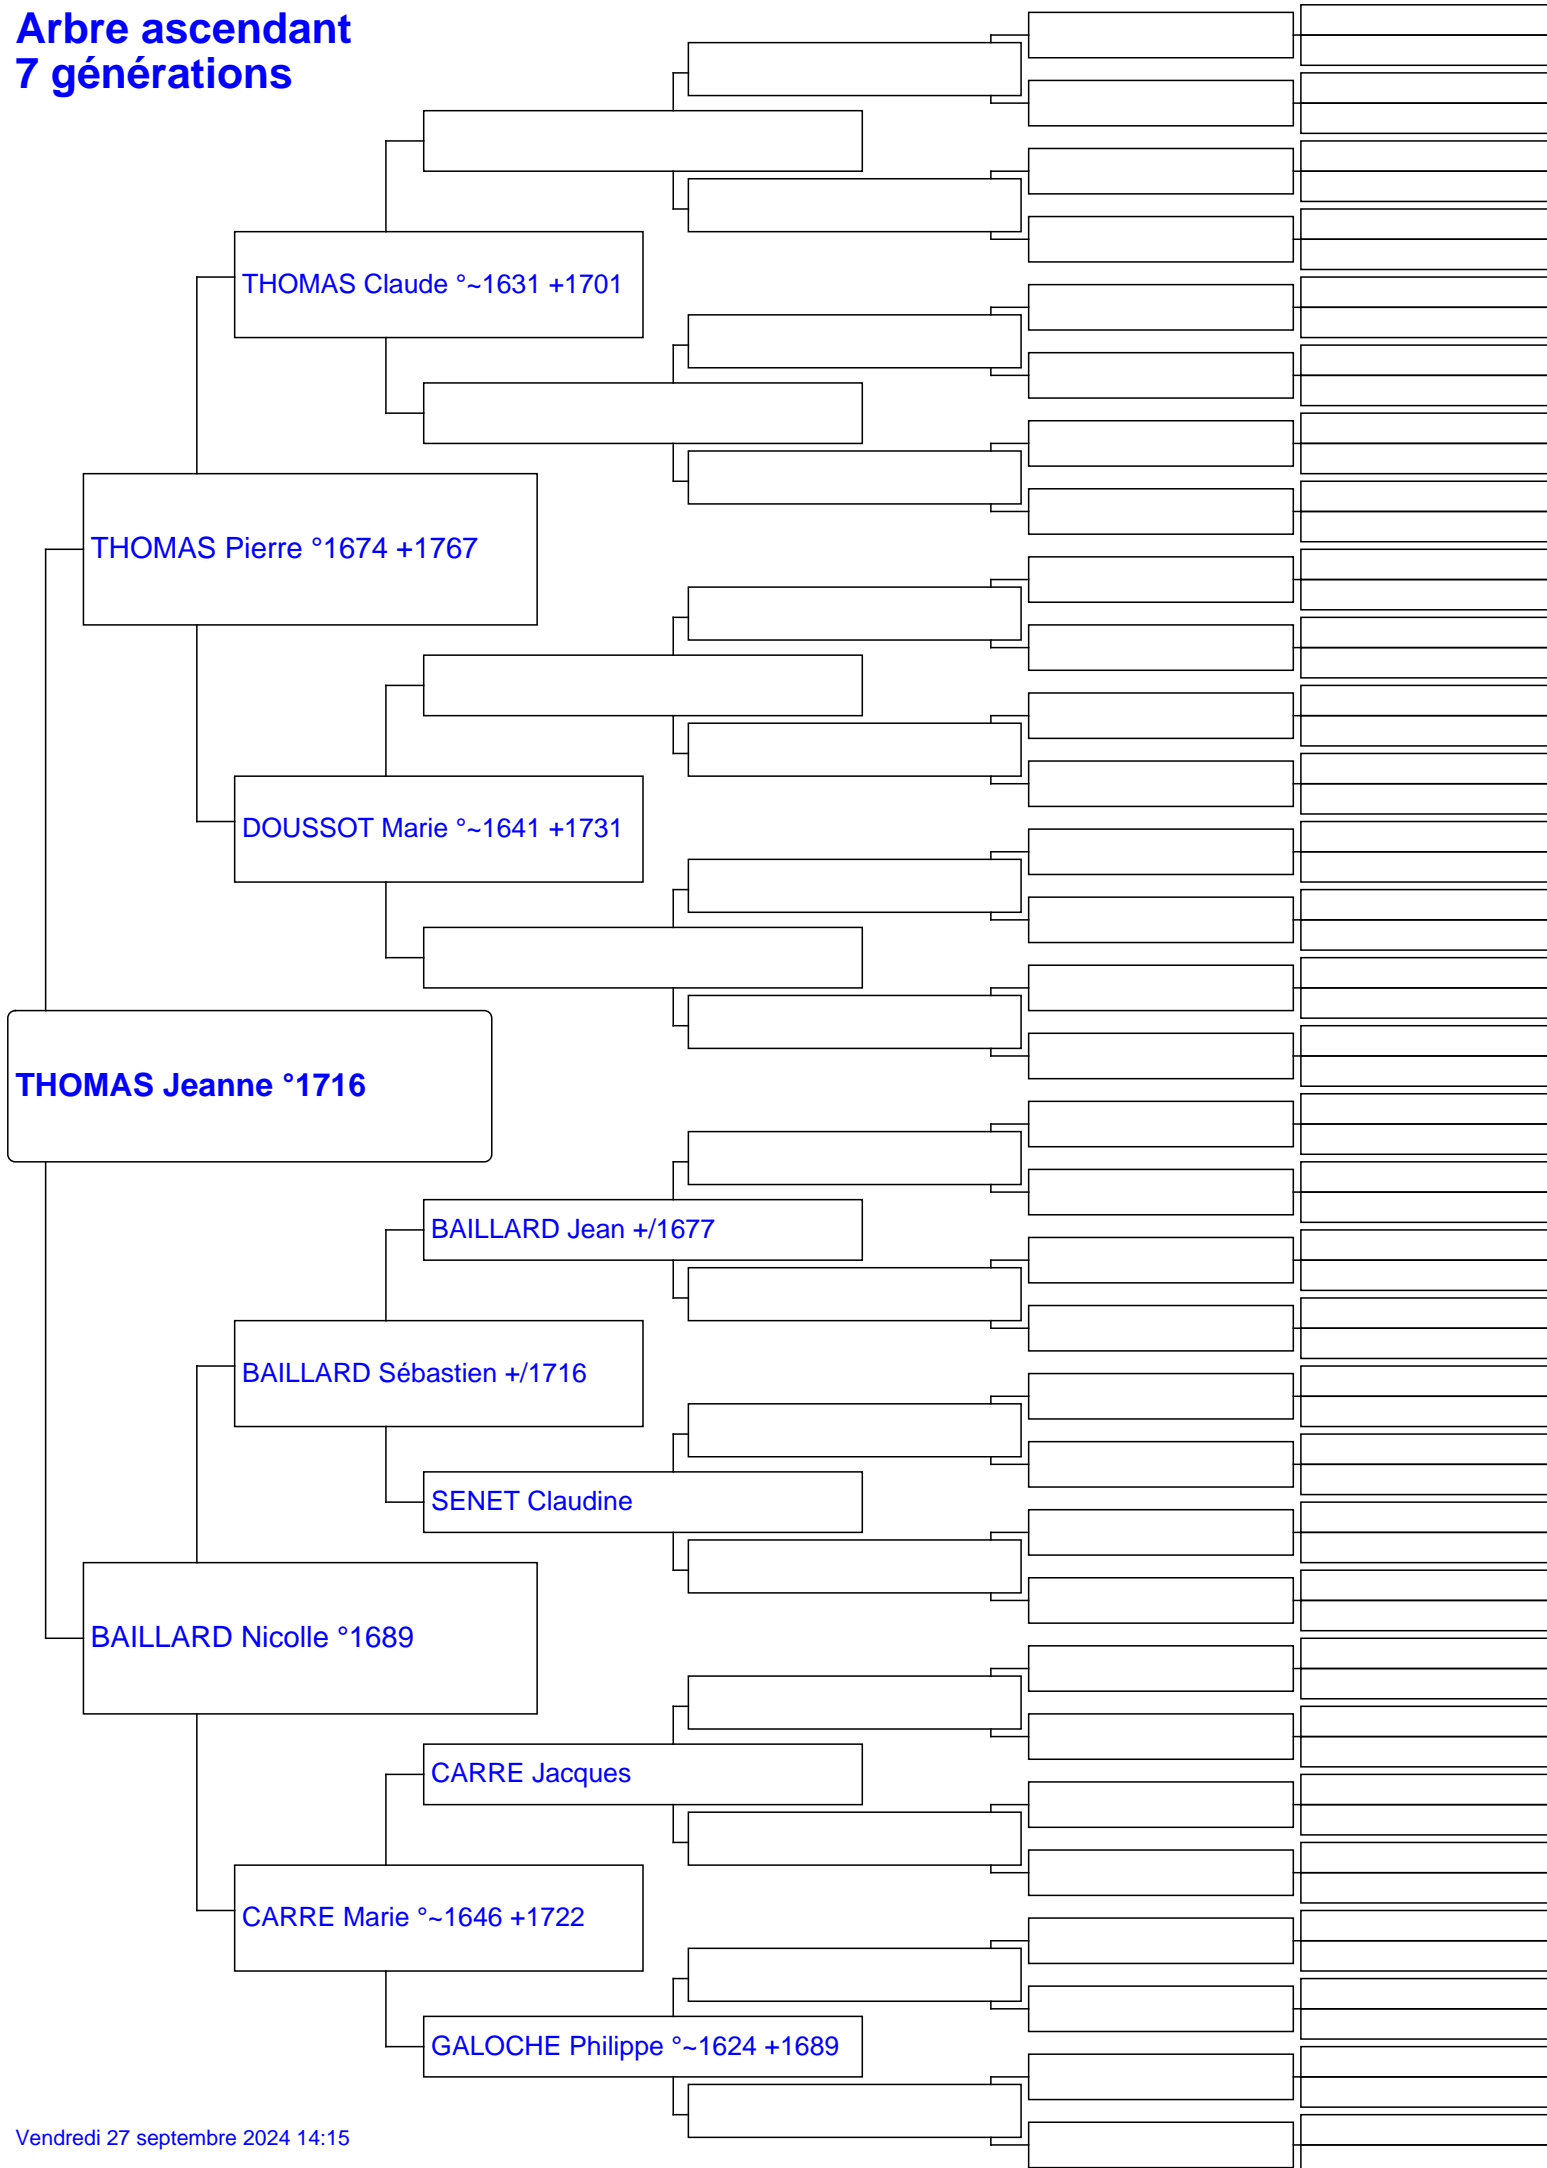 Arbre ascendant
7 générations
THOMAS Claude °~1631 +1701
THOMAS Pierre °1674 +1767
DOUSSOT Marie °~1641 +1731
THOMAS Jeanne °1716
BAILLARD Jean +/1677
BAILLARD Sébastien +/1716
SENET Claudine
BAILLARD Nicolle °1689
CARRE Jacques
CARRE Marie °~1646 +1722
GALOCHE Philippe °~1624 +1689
Vendredi 27 septembre 2024 14:15